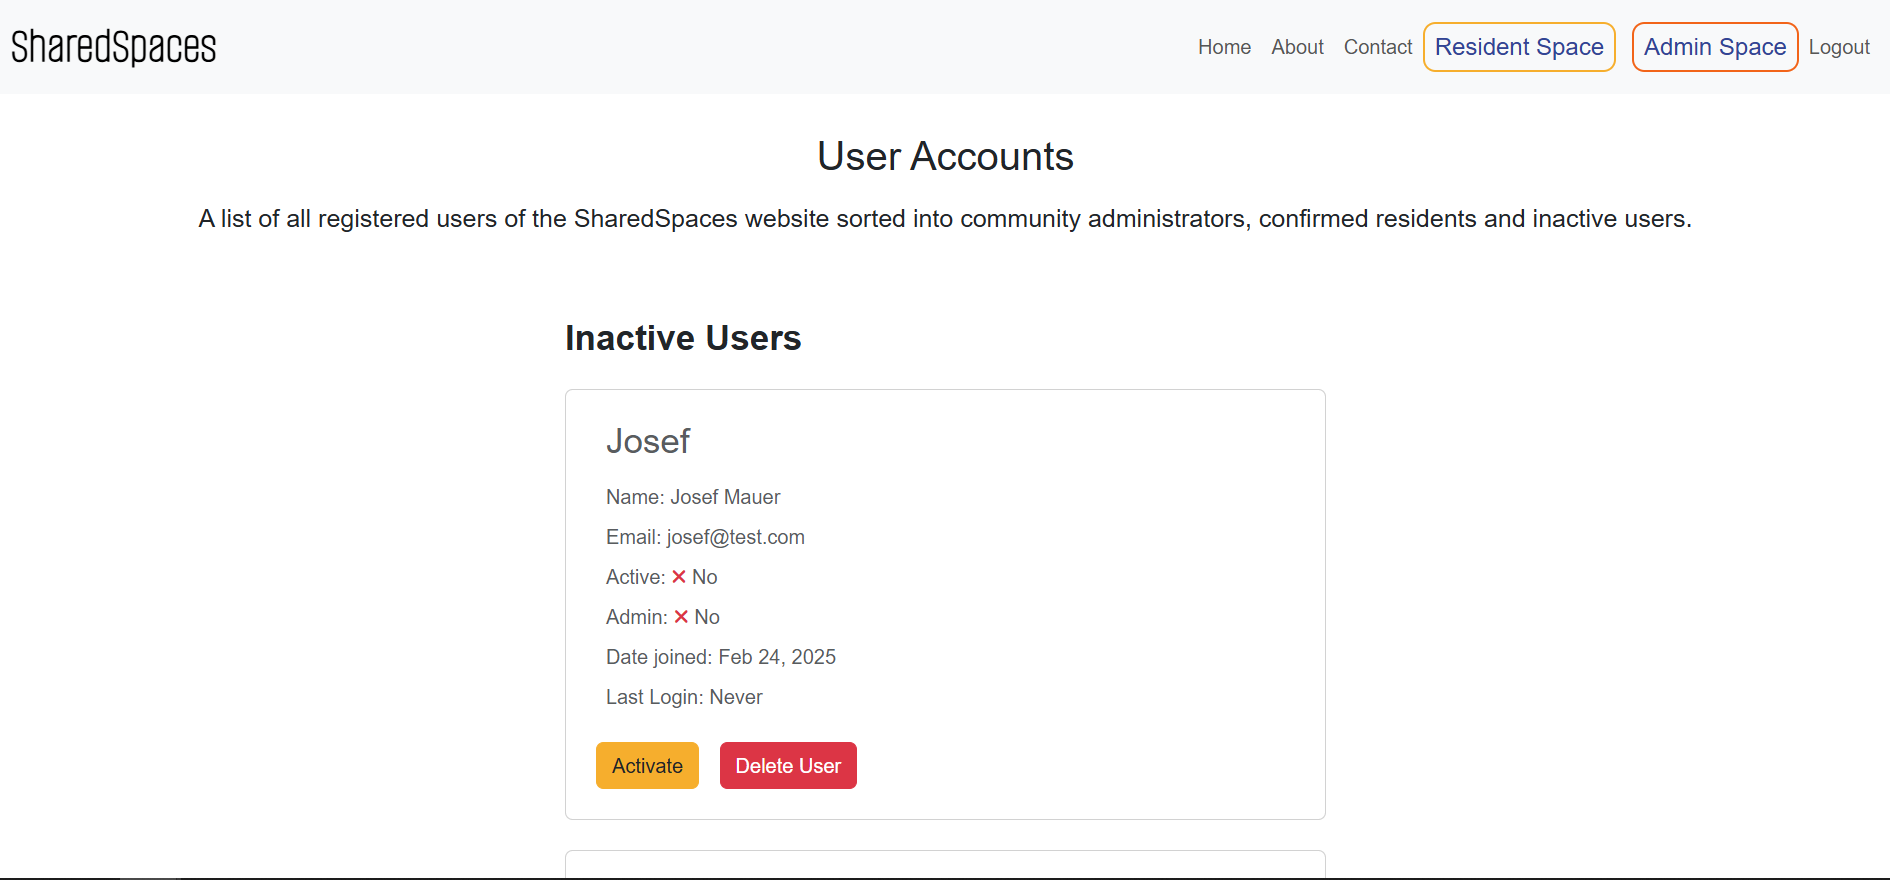 SharedSpaces
Home About Contact Resident Space Admin Space Logout
User Accounts
A list of all registered users of the SharedSpaces website sorted into community administrators, confirmed residents and inactive users.
Inactive Users
Josef
Name: Josef Mauer
Email: josef@test.com
Active: ✕ No
Admin: ✕ No
Date joined: Feb 24, 2025
Last Login: Never
Activate Delete User